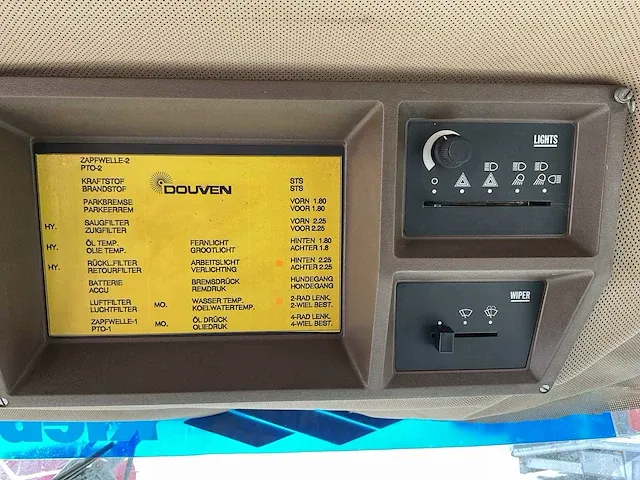 ZAPFWELLE-2
PTO-2
KRAFTSTOF
BRANDSTOF
DOUVEN
STS
STS
PARKBREMSE
PARKEERREM
VORN 1.80
VOOR 1.80
HY.
SAUGFILTER
ZUIGFILTER
VORN 2.25
VOOR 2.25
HY.
ÖL TEMP.
OLIE TEMP.
FERNLICHT
GROOTLICHT
HINTEN 1.80
ACHTER 1.8
HY.
RÜCKL.FILTER
RETOURFILTER
ARBEITSLICHT
VERLICHTING
HINTEN 2.25
ACHTER 2.25
BATTERIE
ACCU
BREMSDRÜCK
REMDRUK
HUNDEGANG
HONDEGANG
LUFTFILTER
LUCHTFILTER
MO.
WASSER TEMP.
KOELWATERTEMP.
2-RAD LENK.
2-WIEL BEST.
ZAPFWELLE-1
PTO-1
MO.
ÖL DRÜCK
OLIEDRUK
4-RAD LENK.
4-WIEL BEST.
LIGHTS
WIPER